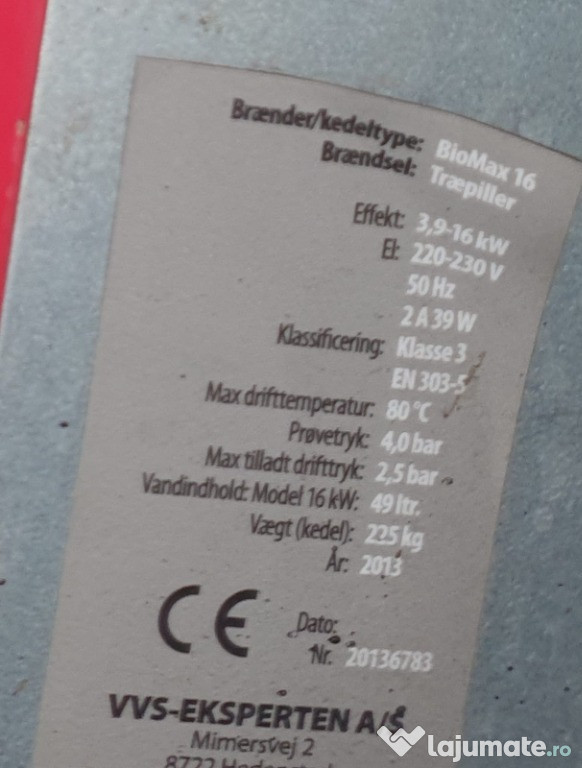 Brænder/kedeltype: BioMax 16
Brændsel: Træpiller
Effekt: 3,9-16 kW
El: 220-230 V
50 Hz
2 A 39 W
Klassificering: Klasse 3
EN 303-5
Max drifttemperatur: 80 °C
Prøvetryk: 4,0 bar
Max tilladt drifttryk: 2,5 bar
Vandindhold: Model 16 kW: 49 ltr.
Vægt (kedel): 225 kg
År: 2013
CE
Dato:
Nr. 20136783
VVS-EKSPERTEN A/S
Mimersvej 2
8722
lajumate.ro